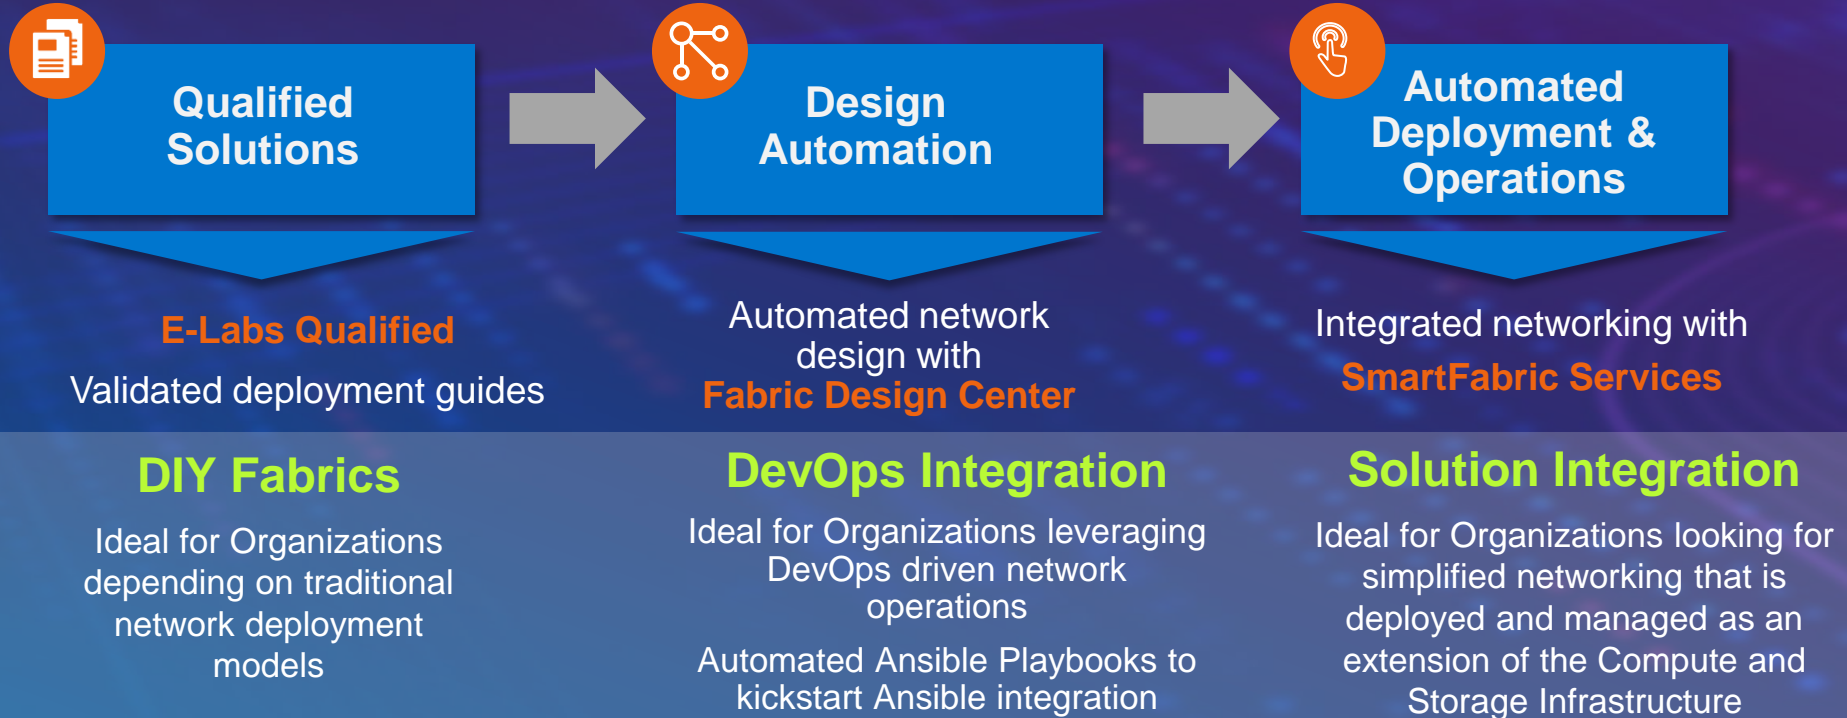 Qualified
Solutions
Design
Automation
Automated
Deployment &
Operations
E-Labs Qualified
Validated deployment guides
Automated network
design with
Fabric Design Center
Integrated networking with
SmartFabric Services
DIY Fabrics
Ideal for Organizations
depending on traditional
network deployment
models
DevOps Integration
Ideal for Organizations leveraging
DevOps driven network
operations
Automated Ansible Playbooks to
kickstart Ansible integration
Solution Integration
Ideal for Organizations looking for
simplified networking that is
deployed and managed as an
extension of the Compute and
Storage Infrastructure